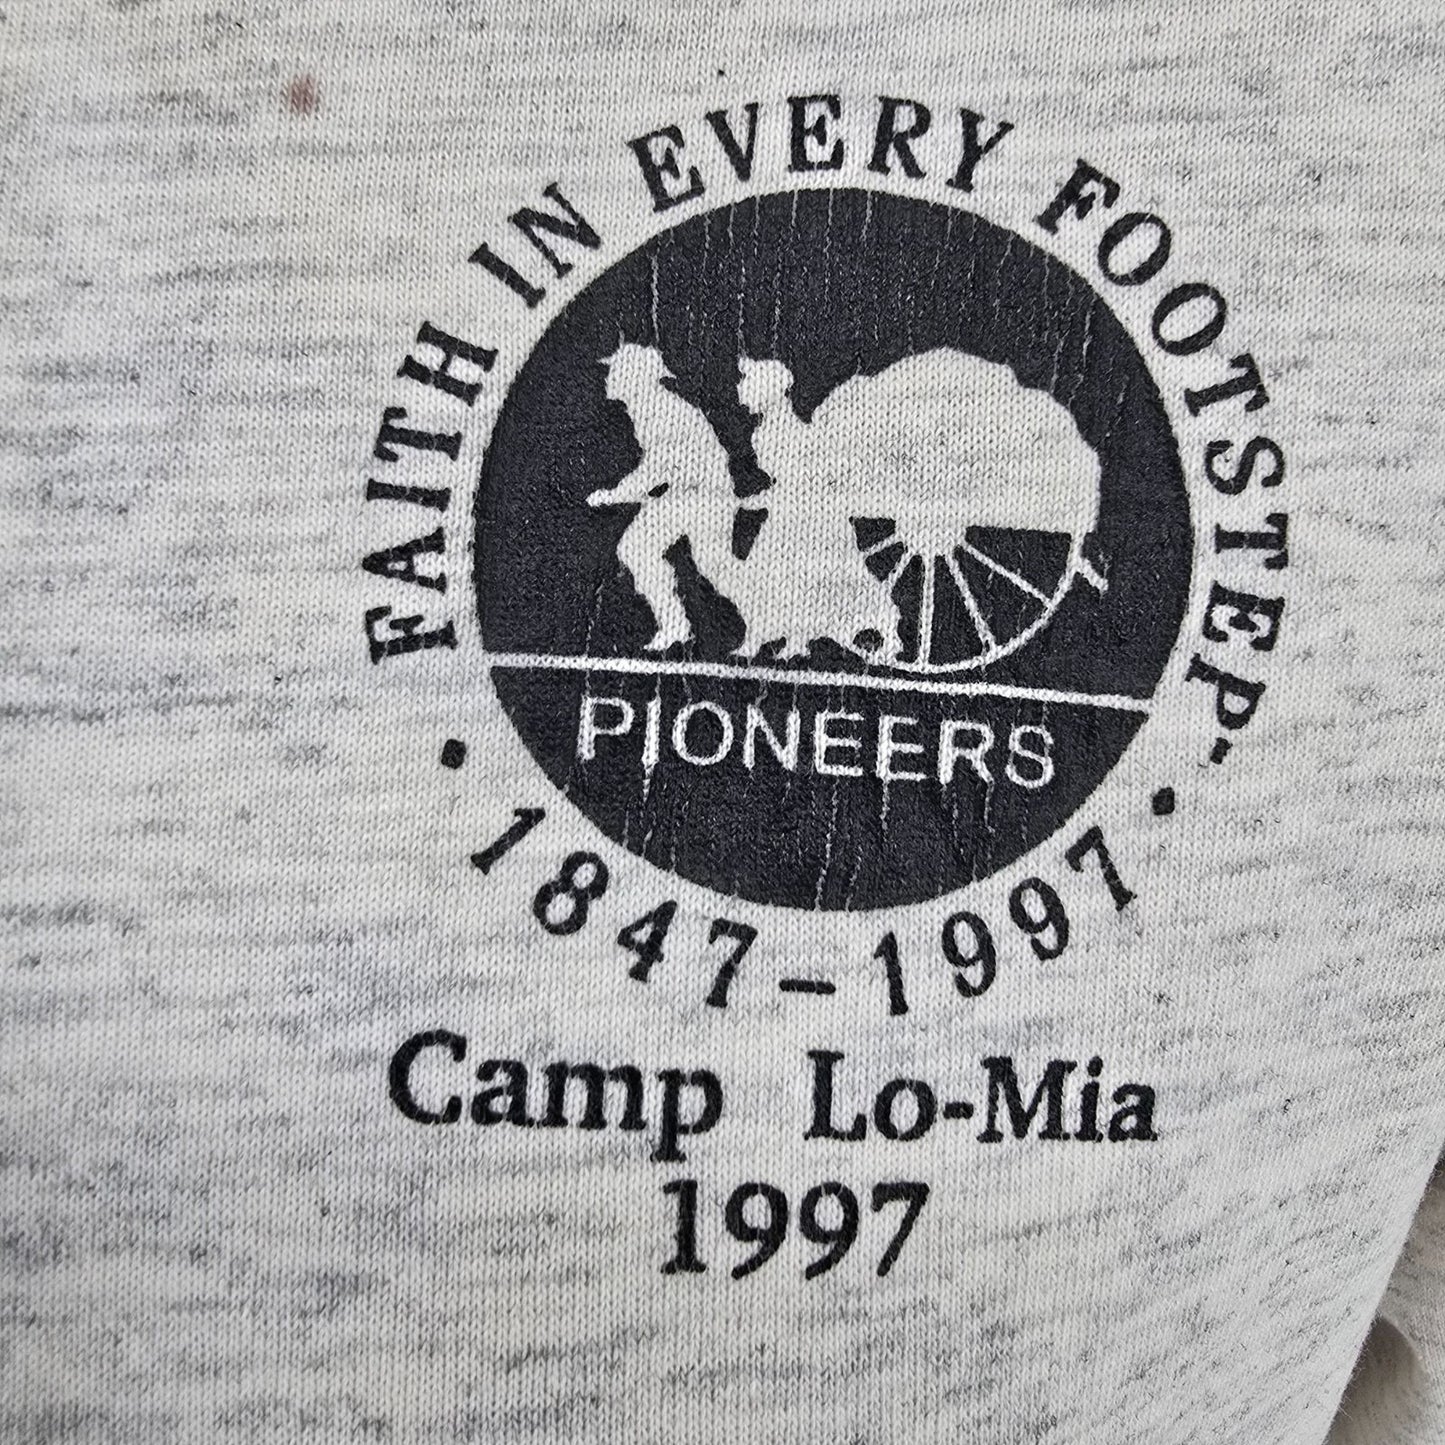 FAITH IN EVERY FOOTSTEP
PIONEERS
• 1847-1997 •
Camp Lo-Mia
1997